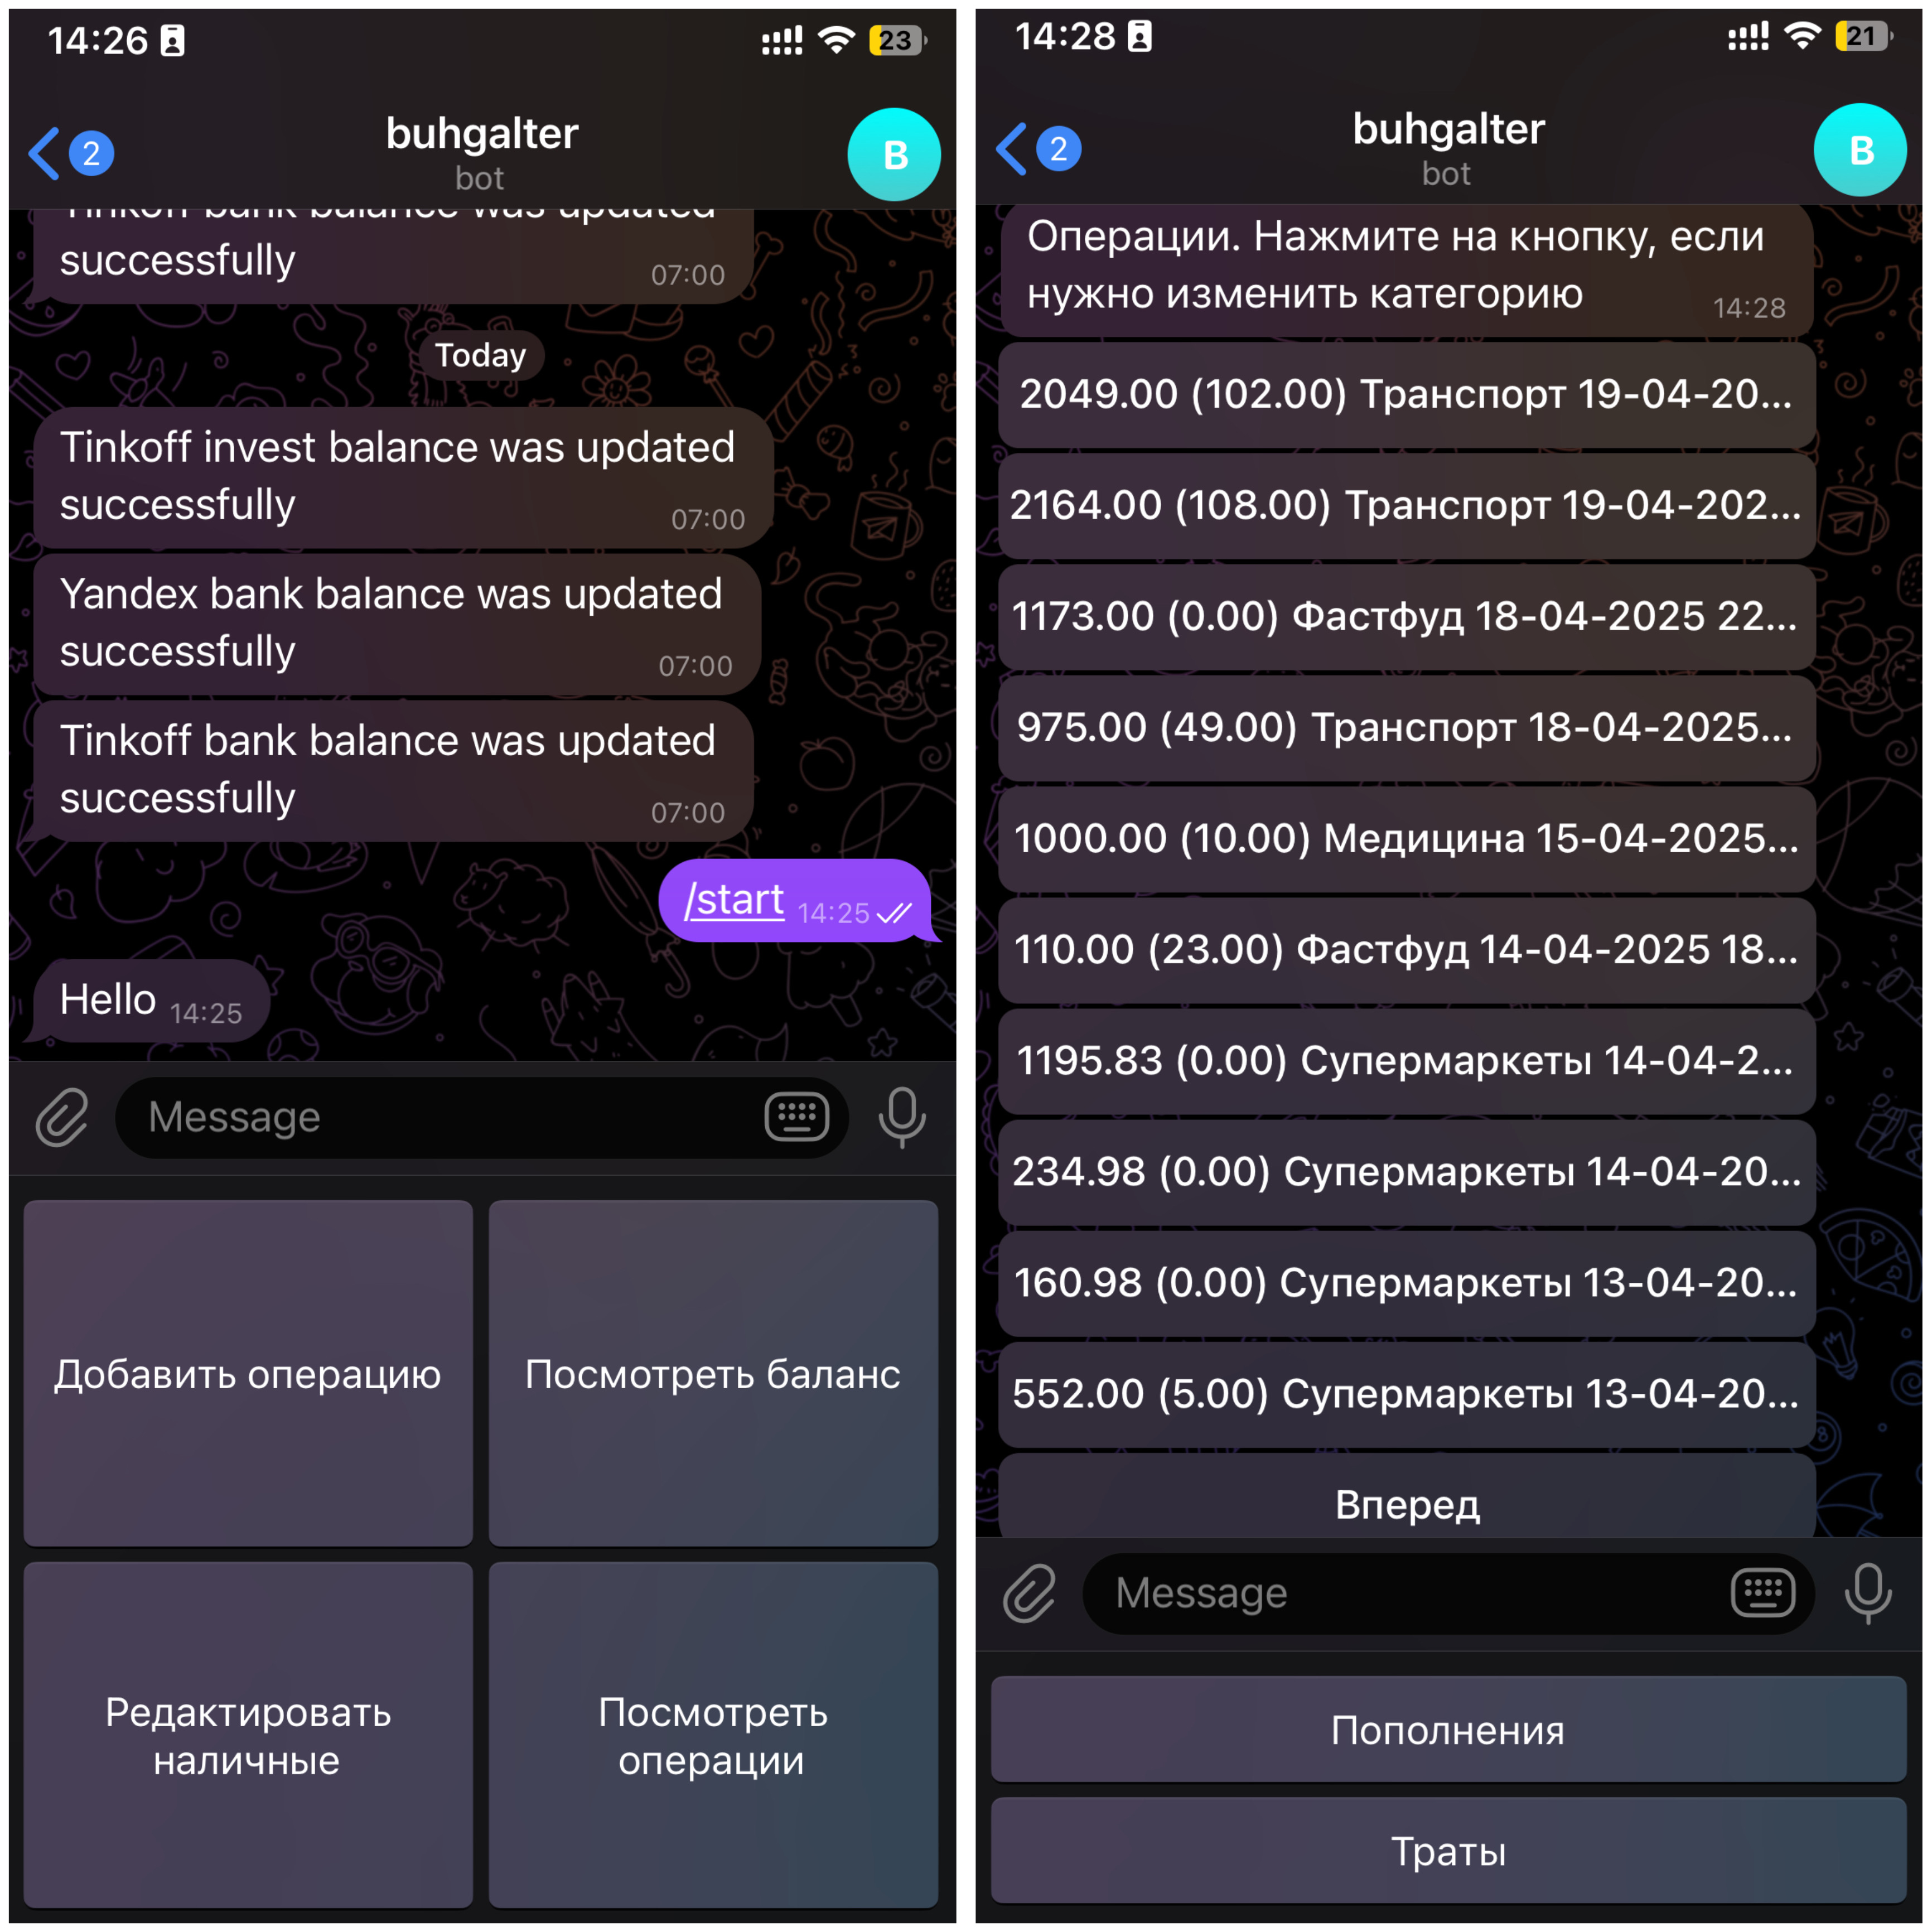 14:26
23
2
buhgalter
B
bot
Tinkoff bank balance was updated
successfully
07:00
Today
Tinkoff invest balance was updated
successfully
07:00
Yandex bank balance was updated
successfully
07:00
Tinkoff bank balance was updated
successfully
07:00
/start 14:25
Hello 14:25
Message
Добавить операцию
Посмотреть баланс
Редактировать
наличные
Посмотреть
операции
14:28
21
2
buhgalter
B
bot
Операции. Нажмите на кнопку, если
нужно изменить категорию
14:28
2049.00 (102.00) Транспорт 19-04-20...
2164.00 (108.00) Транспорт 19-04-202...
1173.00 (0.00) Фастфуд 18-04-2025 22...
975.00 (49.00) Транспорт 18-04-2025...
1000.00 (10.00) Медицина 15-04-2025...
110.00 (23.00) Фастфуд 14-04-2025 18...
1195.83 (0.00) Супермаркеты 14-04-2...
234.98 (0.00) Супермаркеты 14-04-20...
160.98 (0.00) Супермаркеты 13-04-20...
552.00 (5.00) Супермаркеты 13-04-20...
Вперед
Message
Пополнения
Траты